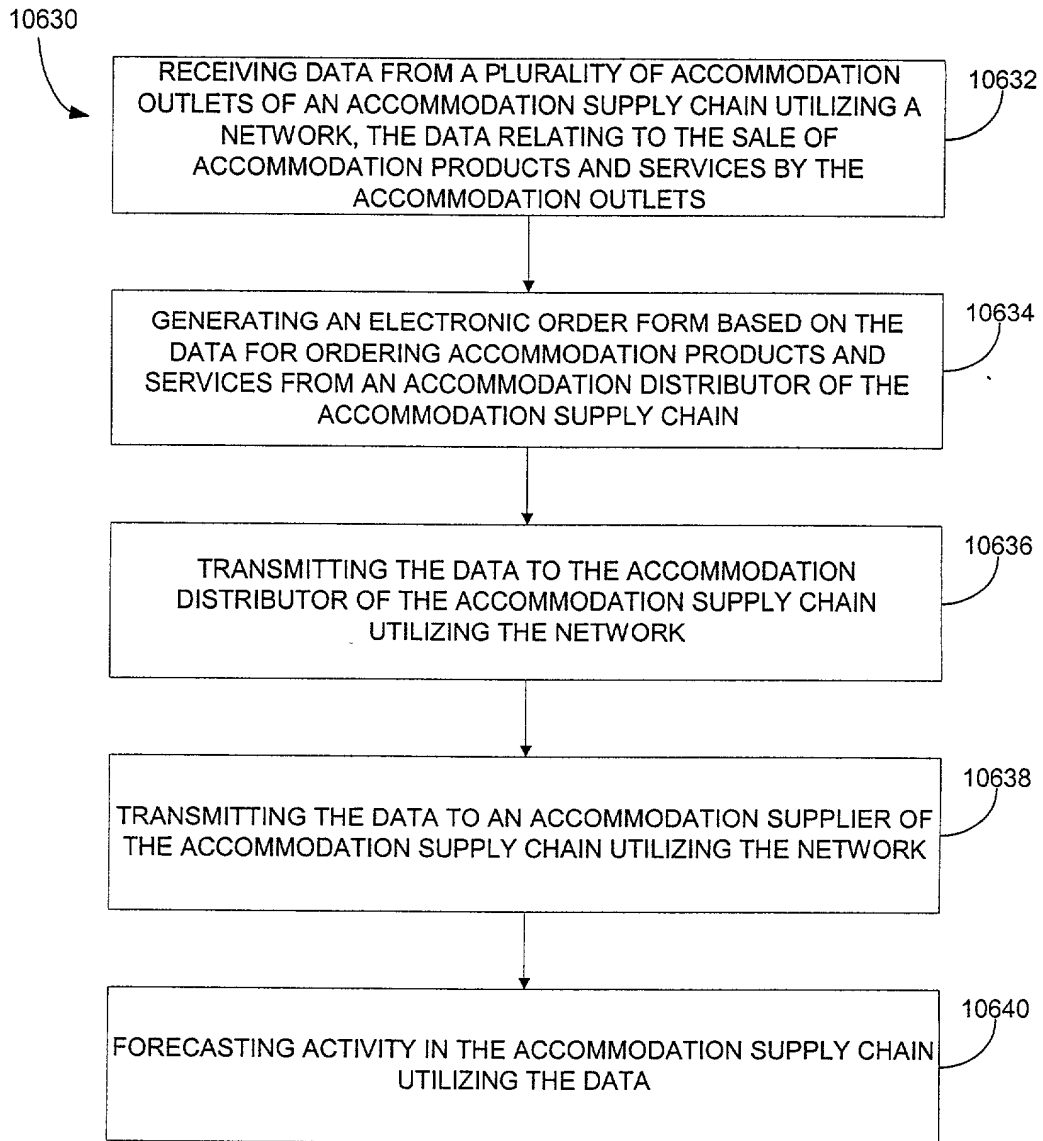 10630
RECEIVING DATA FROM A PLURALITY OF ACCOMMODATION
OUTLETS OF AN ACCOMMODATION SUPPLY CHAIN UTILIZING A
NETWORK, THE DATA RELATING TO THE SALE OF
ACCOMMODATION PRODUCTS AND SERVICES BY THE
ACCOMMODATION OUTLETS
10632
GENERATING AN ELECTRONIC ORDER FORM BASED ON THE
DATA FOR ORDERING ACCOMMODATION PRODUCTS AND
SERVICES FROM AN ACCOMMODATION DISTRIBUTOR OF THE
ACCOMMODATION SUPPLY CHAIN
10634
TRANSMITTING THE DATA TO THE ACCOMMODATION
DISTRIBUTOR OF THE ACCOMMODATION SUPPLY CHAIN
UTILIZING THE NETWORK
10636
TRANSMITTING THE DATA TO AN ACCOMMODATION SUPPLIER OF
THE ACCOMMODATION SUPPLY CHAIN UTILIZING THE NETWORK
10638
FORECASTING ACTIVITY IN THE ACCOMMODATION SUPPLY CHAIN
UTILIZING THE DATA
10640